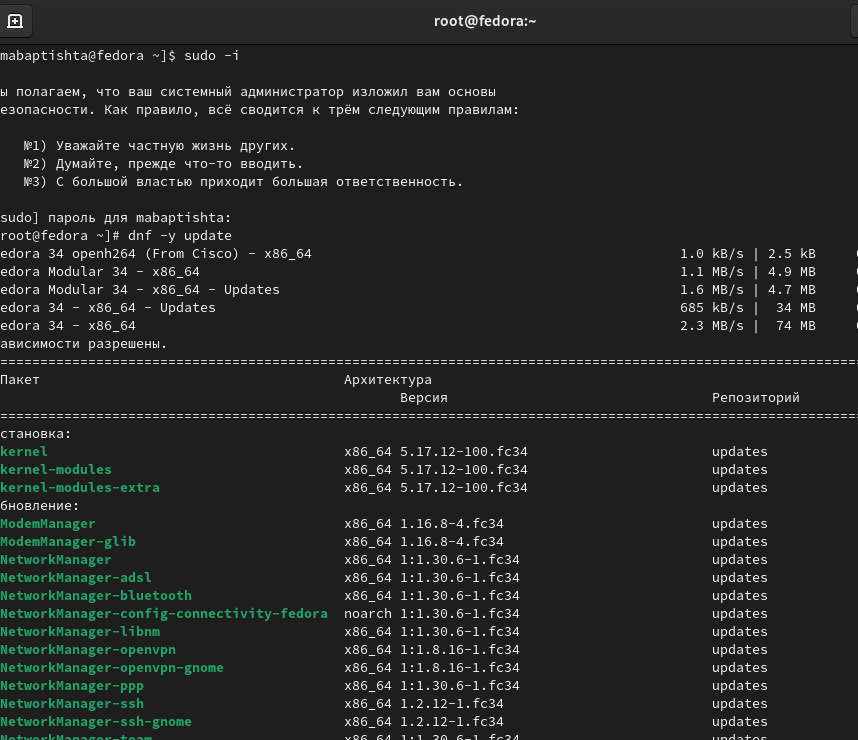 root@fedora:~
mabaptishta@fedora ~]$ sudo -i
ы полагаем, что ваш системный администратор изложил вам основы
езопасности. Как правило, всё сводится к трём следующим правилам:
№1) Уважайте частную жизнь других.
№2) Думайте, прежде что-то вводить.
№3) С большой властью приходит большая ответственность.
sudo] пароль для mabaptishta:
root@fedora ~]# dnf -y update
edora 34 openh264 (From Cisco) - x86_64 1.0 kB/s | 2.5 kB
edora Modular 34 - x86_64 1.1 MB/s | 4.9 MB
edora Modular 34 - x86_64 - Updates 1.6 MB/s | 4.7 MB
edora 34 - x86_64 - Updates 685 kB/s | 34 MB
edora 34 - x86_64 2.3 MB/s | 74 MB
ависимости разрешены.
================================================================================
Пакет Архитектура
Версия Репозиторий
================================================================================
становка:
kernel x86_64 5.17.12-100.fc34 updates
kernel-modules x86_64 5.17.12-100.fc34 updates
kernel-modules-extra x86_64 5.17.12-100.fc34 updates
бновление:
ModemManager x86_64 1.16.8-4.fc34 updates
ModemManager-glib x86_64 1.16.8-4.fc34 updates
NetworkManager x86_64 1:1.30.6-1.fc34 updates
NetworkManager-adsl x86_64 1:1.30.6-1.fc34 updates
NetworkManager-bluetooth x86_64 1:1.30.6-1.fc34 updates
NetworkManager-config-connectivity-fedora noarch 1:1.30.6-1.fc34 updates
NetworkManager-libnm x86_64 1:1.30.6-1.fc34 updates
NetworkManager-openvpn x86_64 1:1.8.16-1.fc34 updates
NetworkManager-openvpn-gnome x86_64 1:1.8.16-1.fc34 updates
NetworkManager-ppp x86_64 1:1.30.6-1.fc34 updates
NetworkManager-ssh x86_64 1.2.12-1.fc34 updates
NetworkManager-ssh-gnome x86_64 1.2.12-1.fc34 updates
NetworkManager-team x86_64 1:1.30.6-1.fc34 updates